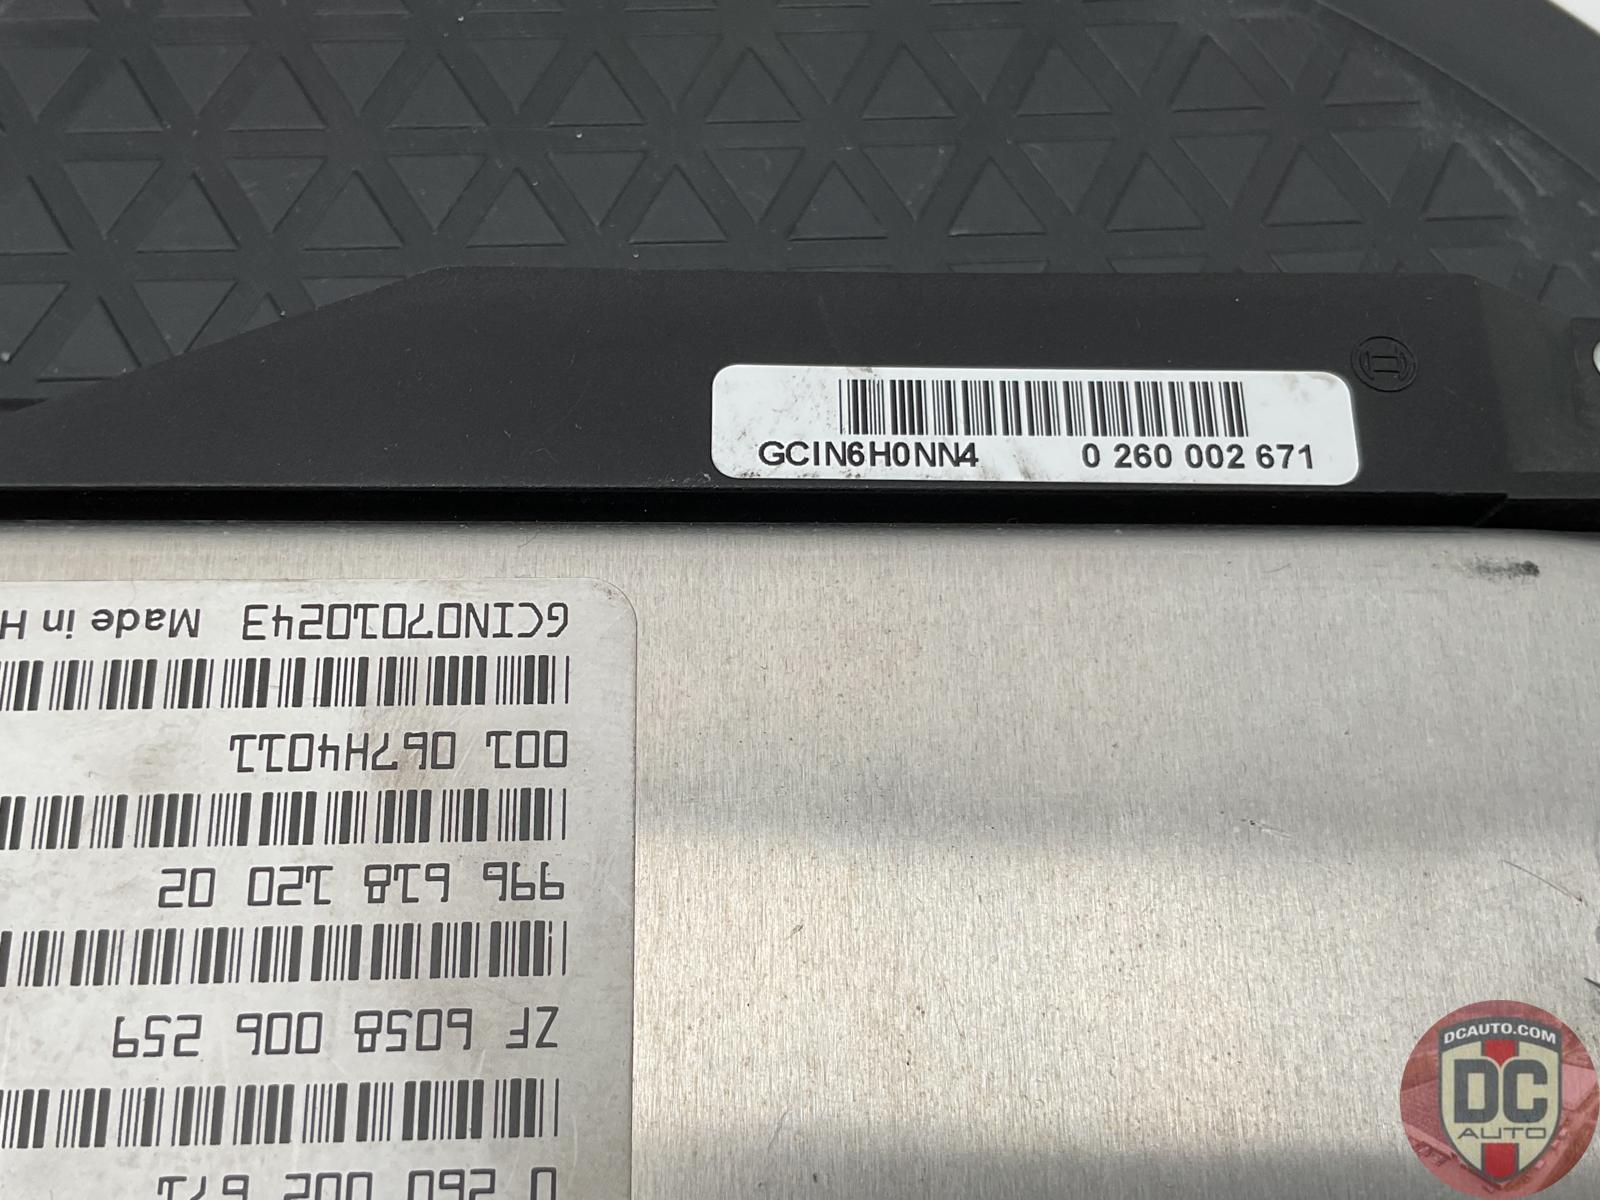 GCIN6H0NN4 0 260 002 671
0 260 002 671
ZF 6058 006 259
996 618 120 02
001 067H4011
GCIN07010243 Made in H
DCAUTO.COM
DC
AUTO